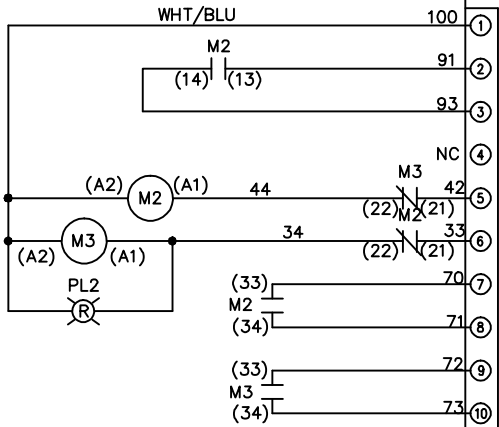 WHT/BLU 100 1
M2 91 2
(14) (13)
93 3
NC 4
M3
(A2) M2 (A1) 44 42 5
(22) (21)
M2
M3 34 33 6
(A2) (A1) (22) (21)
PL2
R
(33) 70 7
M2
(34) 71 8
(33) 72 9
M3
(34) 73 10